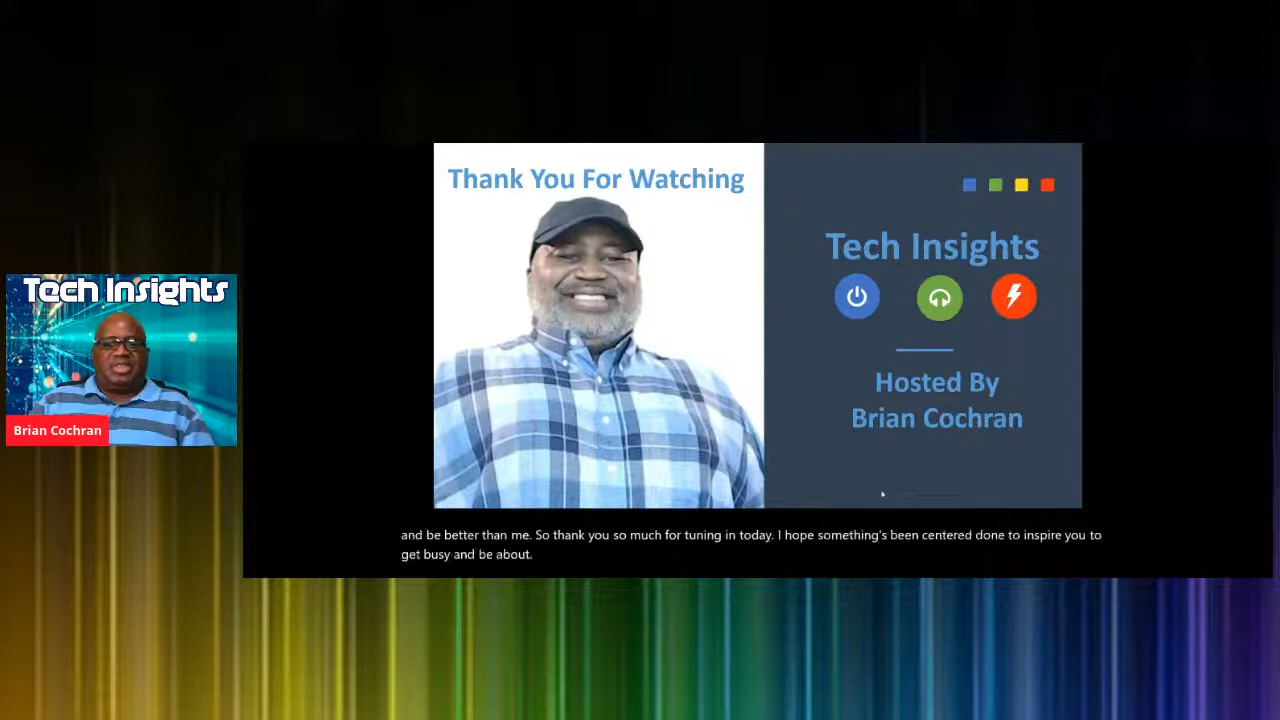 Thank You For Watching
Tech Insights
Hosted By
Brian Cochran
Tech Insights
Brian Cochran
and be better than me. So thank you so much for tuning in today. I hope something's been centered done to inspire you to
get busy and be about.